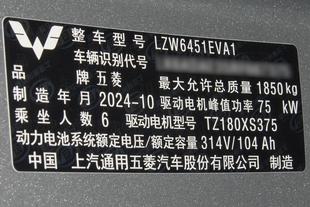 整车型号 LZW6451EVA1
车辆识别代号
品牌五菱 最大允许总质量 1850kg
制造年月 2024-10 驱动电机峰值功率 75 kW
乘坐人数 6 驱动电机型号 TZ180XS375
动力电池系统额定电压/额定容量 314V/104 Ah
中国 上汽通用五菱汽车股份有限公司 制造